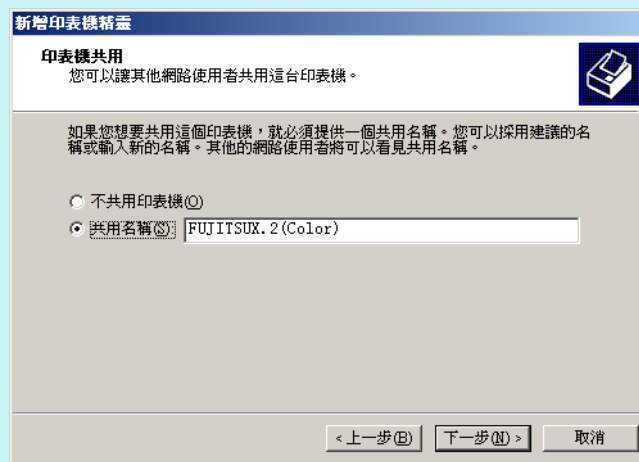 新增印表機精靈
印表機共用
您可以讓其他網路使用者共用這台印表機。
如果您想要共用這個印表機，就必須提供一個共用名稱。您可以採用建議的名
稱或輸入新的名稱。其他的網路使用者將可以看見共用名稱。
不共用印表機(O)
共用名稱(S): FUJITSUX.2(Color)
<上一步(B) 下一步(N)> 取消